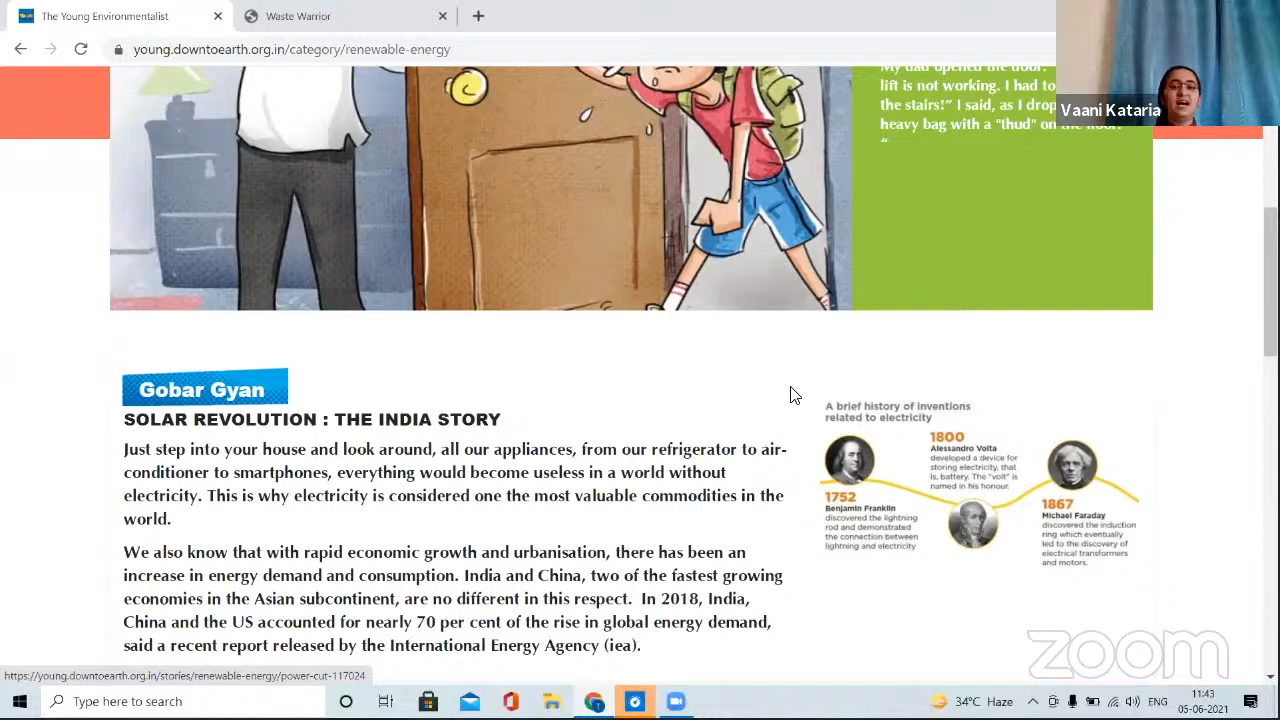 The Young Environmentalist
Waste Warrior
young.downtoearth.org.in/category/renewable-energy
My dad opened the door.
lift is not working. I had to
the stairs!" I said, as I drop
heavy bag with a "thud" on the floor.
“
Vaani Kataria
Gobar Gyan
SOLAR REVOLUTION : THE INDIA STORY
Just step into your house and look around, all our appliances, from our refrigerator to air-
conditioner to smartphones, everything would become useless in a world without
electricity. This is why electricity is considered one the most valuable commodities in the
world.
We also know that with rapid economic growth and urbanisation, there has been an
increase in energy demand and consumption. India and China, two of the fastest growing
economies in the Asian subcontinent, are no different in this respect. In 2018, India,
China and the US accounted for nearly 70 per cent of the rise in global energy demand,
said a recent report released by the International Energy Agency (iea).
A brief history of inventions
related to electricity
1752
Benjamin Franklin
discovered the lightning
rod and demonstrated
the connection between
lightning and electricity
1800
Alessandro Volta
developed a device for
storing electricity, that
is, battery. The "volt" is
named in his honour.
1867
Michael Faraday
discovered the induction
ring which eventually
led to the discovery of
electrical transformers
and motors.
zoom
https://young.downtoearth.org.in/stories/renewable-energy/power-cut-117026
Type here to search
34°C Haze
ENG
11:43
05-06-2021